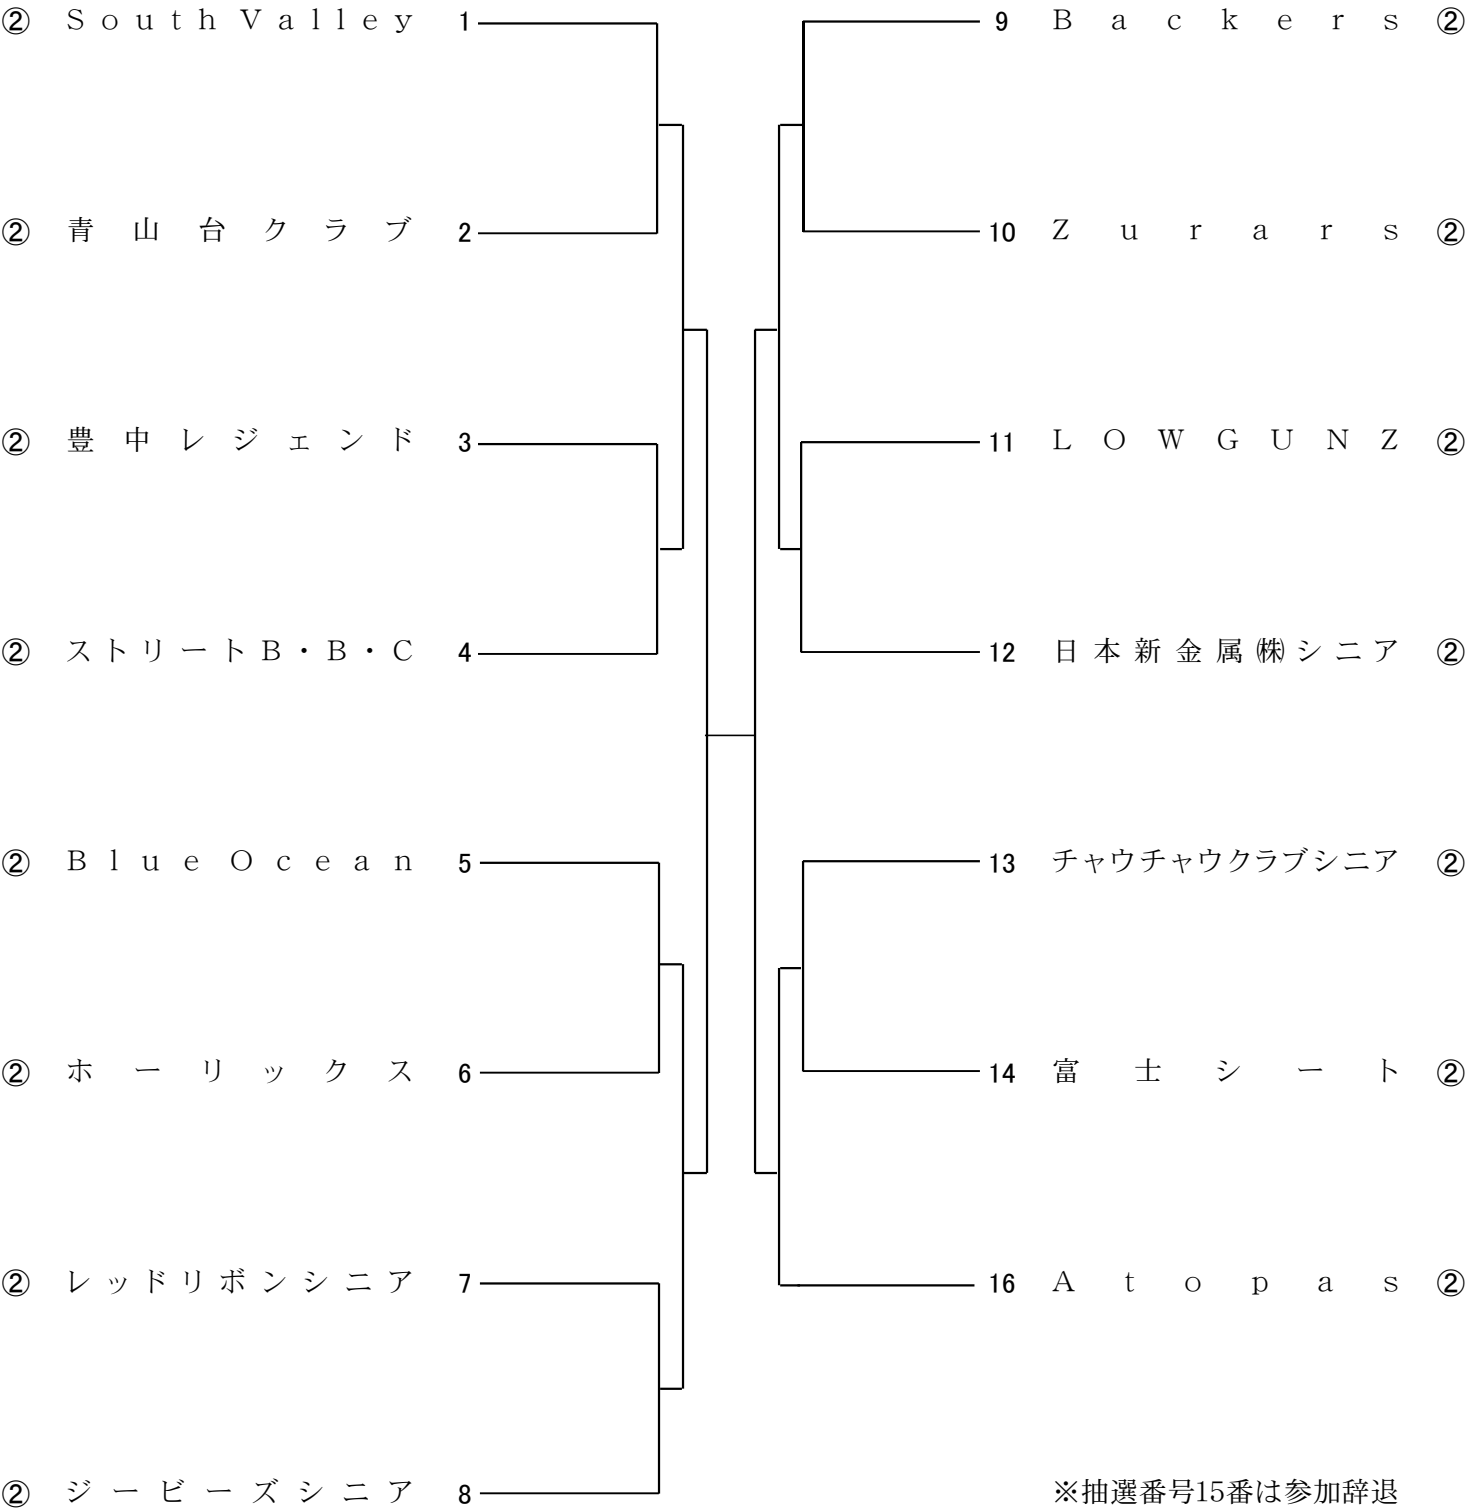 ② South Valley 1
② 青山台クラブ 2
② 豊中レジェンド 3
② ストリートB・B・C 4
② Blue Ocean 5
② ホーリックス 6
② レッドリボンシニア 7
② ジービーズシニア 8
9 Backers ②
10 Zurars ②
11 LOWGUNZ ②
12 日本新金属㈱シニア ②
13 チャウチャウクラブシニア ②
14 富士シート ②
16 Atopas ②
※抽選番号15番は参加辞退